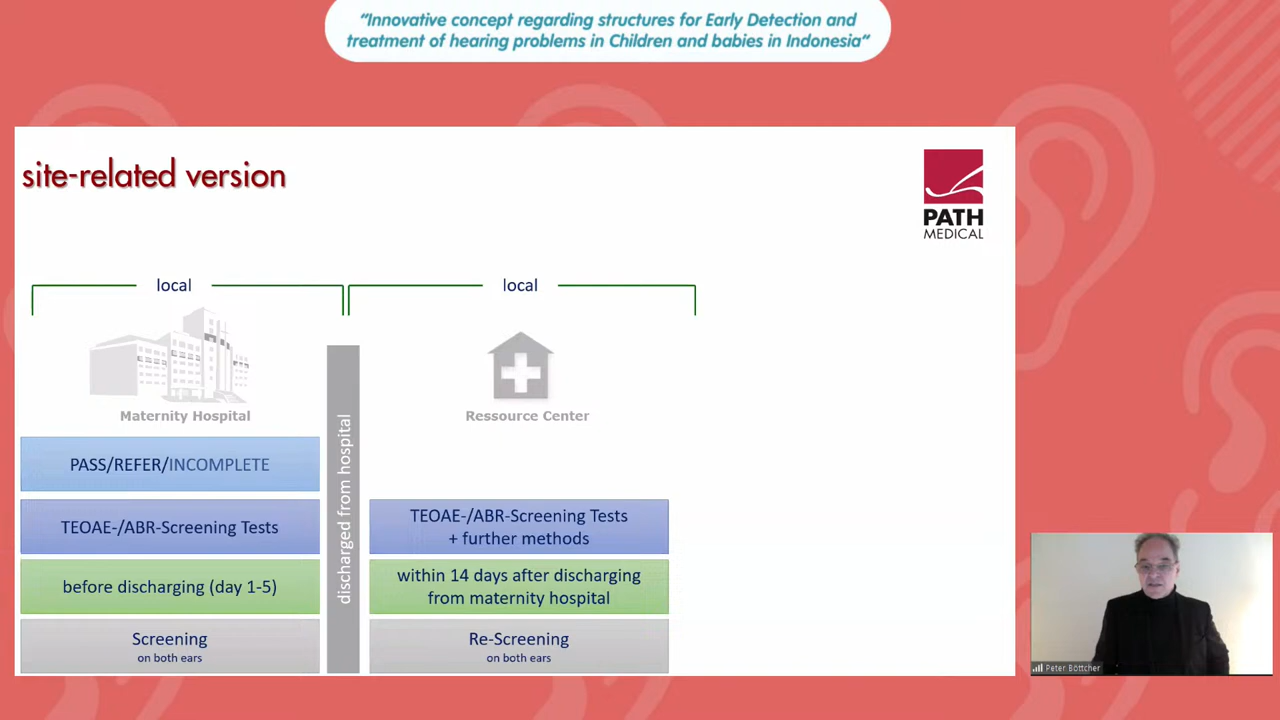 “Innovative concept regarding structures for Early Detection and
treatment of hearing problems in Children and babies in Indonesia“
site-related version
PATH
MEDICAL
local
local
Maternity Hospital
Ressource Center
discharged from hospital
PASS/REFER/INCOMPLETE
TEOAE-/ABR-Screening Tests
TEOAE-/ABR-Screening Tests
+ further methods
before discharging (day 1-5)
within 14 days after discharging
from maternity hospital
Screening
on both ears
Re-Screening
on both ears
Peter Böttcher